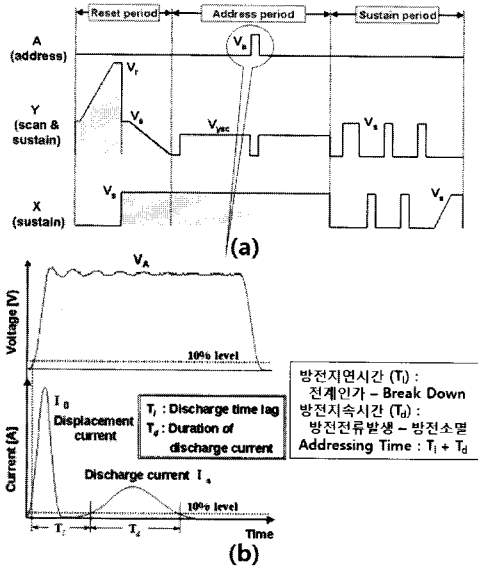 Reset period
Address period
Sustain period
A
(address)
Va
Vr
Y
(scan &
sustain)
Vs
Vysc
Vs
X
(sustain)
Vs
Vs
(a)
VA
Voltage [V]
10% level
I0
Displacement
current
Ti : Discharge time lag
Td : Duration of
discharge current
Current [A]
Discharge current Ia
10% level
Ti
Td
Time
(b)
방전지연시간 (Ti) :
전계인가 – Break Down
방전지속시간 (Td) :
방전전류발생 – 방전소멸
Addressing Time : Ti + Td